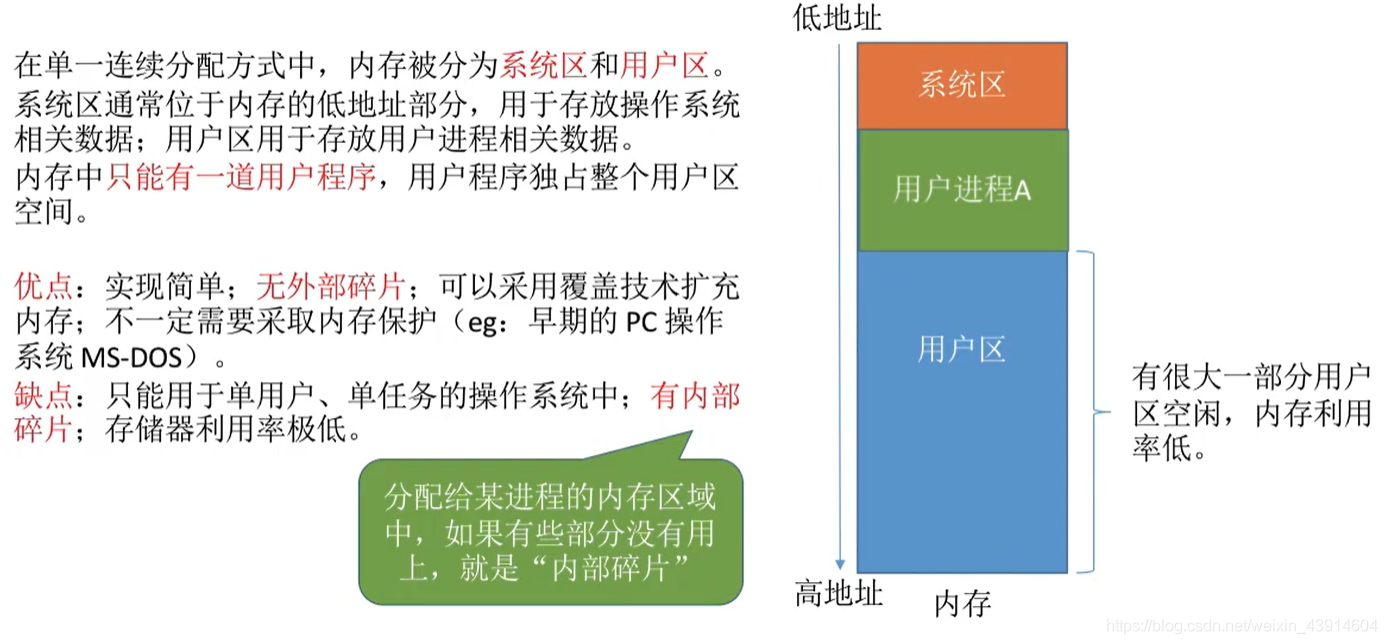 在单一连续分配方式中，内存被分为系统区和用户区。
系统区通常位于内存的低地址部分，用于存放操作系统
相关数据；用户区用于存放用户进程相关数据。
内存中只能有一道用户程序，用户程序独占整个用户区
空间。
优点：实现简单；无外部碎片；可以采用覆盖技术扩充
内存；不一定需要采取内存保护（eg：早期的 PC 操作
系统 MS-DOS）。
缺点：只能用于单用户、单任务的操作系统中；有内部
碎片；存储器利用率极低。
分配给某进程的内存区域
中，如果有些部分没有用
上，就是“内部碎片”
低地址
系统区
用户进程A
用户区
有很大一部分用户
区空闲，内存利用
率低。
高地址
内存
https://blog.csdn.net/weixin_43914604